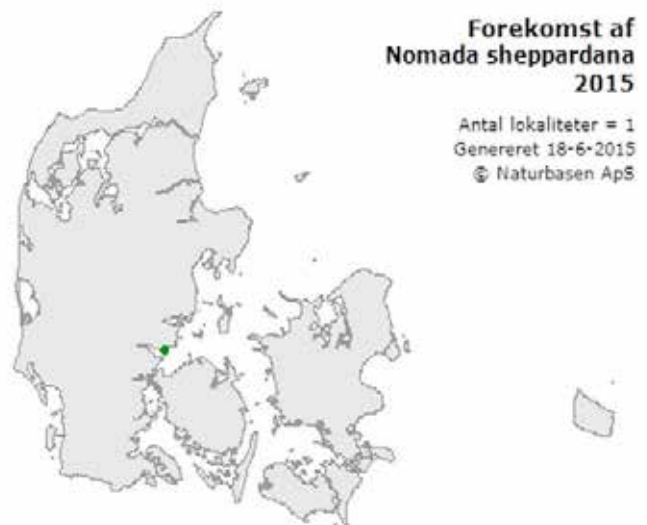 Forekomst af
Nomada sheppardana
2015
Antal lokaliteter = 1
Genereret 18-6-2015
© Naturbasen ApS